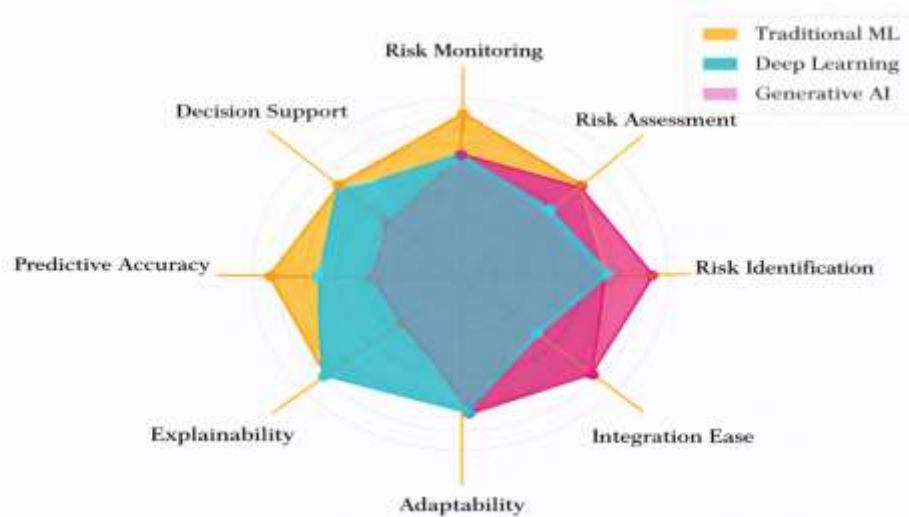 Traditional ML
Deep Learning
Generative AI
Risk Monitoring
Decision Support
Risk Assessment
Predictive Accuracy
Risk Identification
Explainability
Integration Ease
Adaptability